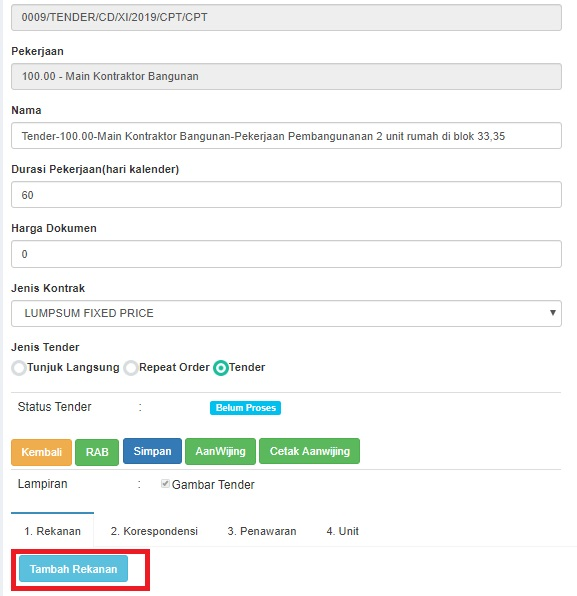 0009/TENDER/CD/XI/2019/CPT/CPT
Pekerjaan
100.00 - Main Kontraktor Bangunan
Nama
Tender-100.00-Main Kontraktor Bangunan-Pekerjaan Pembangunanan 2 unit rumah di blok 33,35
Durasi Pekerjaan(hari kalender)
60
Harga Dokumen
0
Jenis Kontrak
LUMPSUM FIXED PRICE
Jenis Tender
Tunjuk Langsung Repeat Order Tender
Status Tender : Belum Proses
Kembali RAB Simpan AanWijing Cetak Aanwijing
Lampiran : Gambar Tender
1. Rekanan 2. Korespondensi 3. Penawaran 4. Unit
Tambah Rekanan